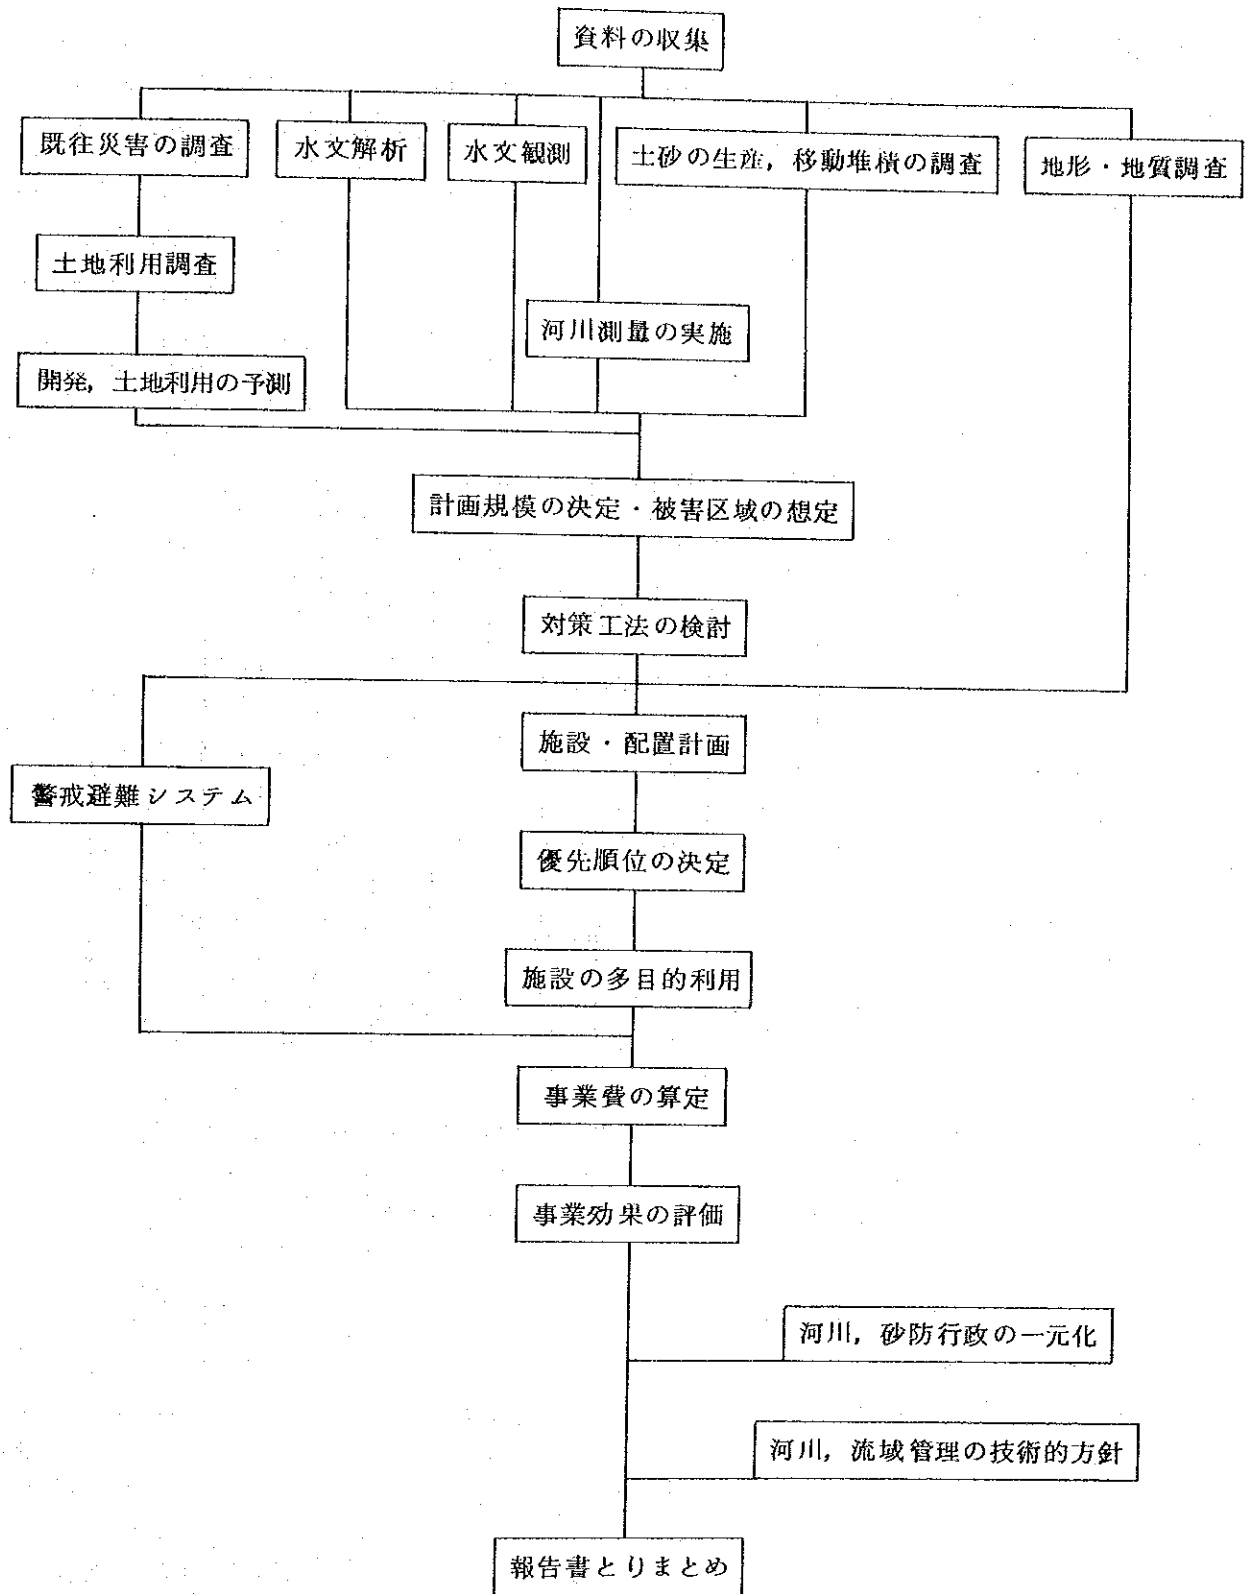 資料の収集
既往災害の調査
水文解析
水文観測
土砂の生産，移動堆積の調査
地形・地質調査
土地利用調査
河川測量の実施
開発，土地利用の予測
計画規模の決定・被害区域の想定
対策工法の検討
施設・配置計画
警戒避難システム
優先順位の決定
施設の多目的利用
事業費の算定
事業効果の評価
河川，砂防行政の一元化
河川，流域管理の技術的方針
報告書とりまとめ